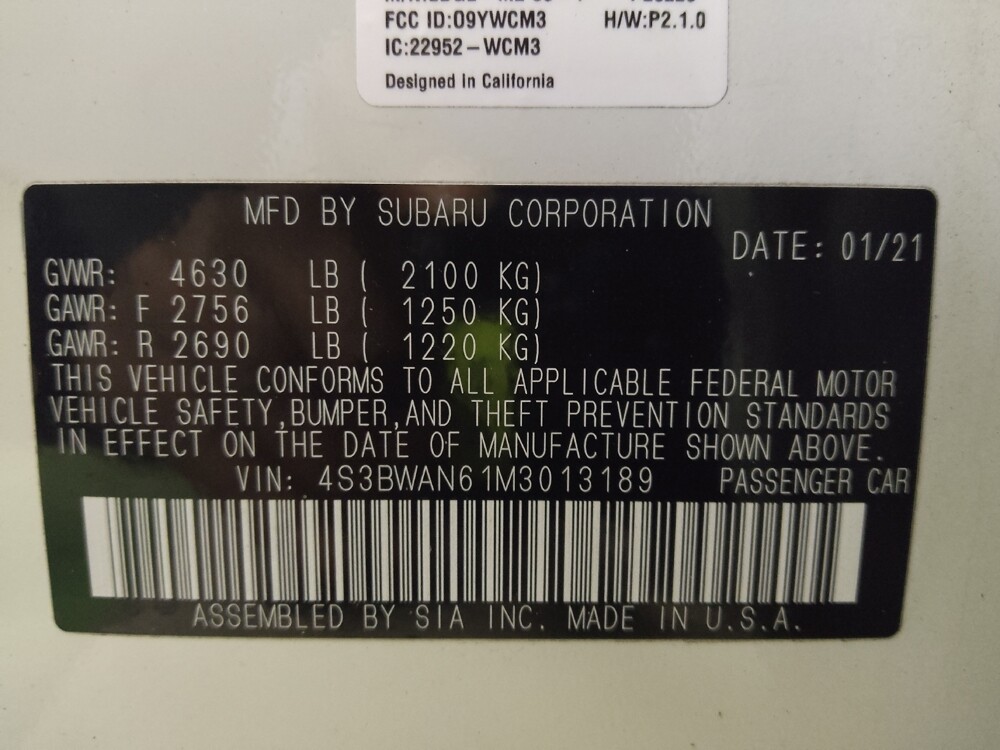 FCC ID:O9YWCM3 H/W:P2.1.0
IC:22952-WCM3
Designed in California
MFD BY SUBARU CORPORATION
DATE: 01/21
GVWR: 4630 LB ( 2100 KG)
GAWR: F 2756 LB ( 1250 KG)
GAWR: R 2690 LB ( 1220 KG)
THIS VEHICLE CONFORMS TO ALL APPLICABLE FEDERAL MOTOR
VEHICLE SAFETY,BUMPER,AND THEFT PREVENTION STANDARDS
IN EFFECT ON THE DATE OF MANUFACTURE SHOWN ABOVE.
VIN: 4S3BWAN61M3013189 PASSENGER CAR
ASSEMBLED BY SIA INC. MADE IN U.S.A.